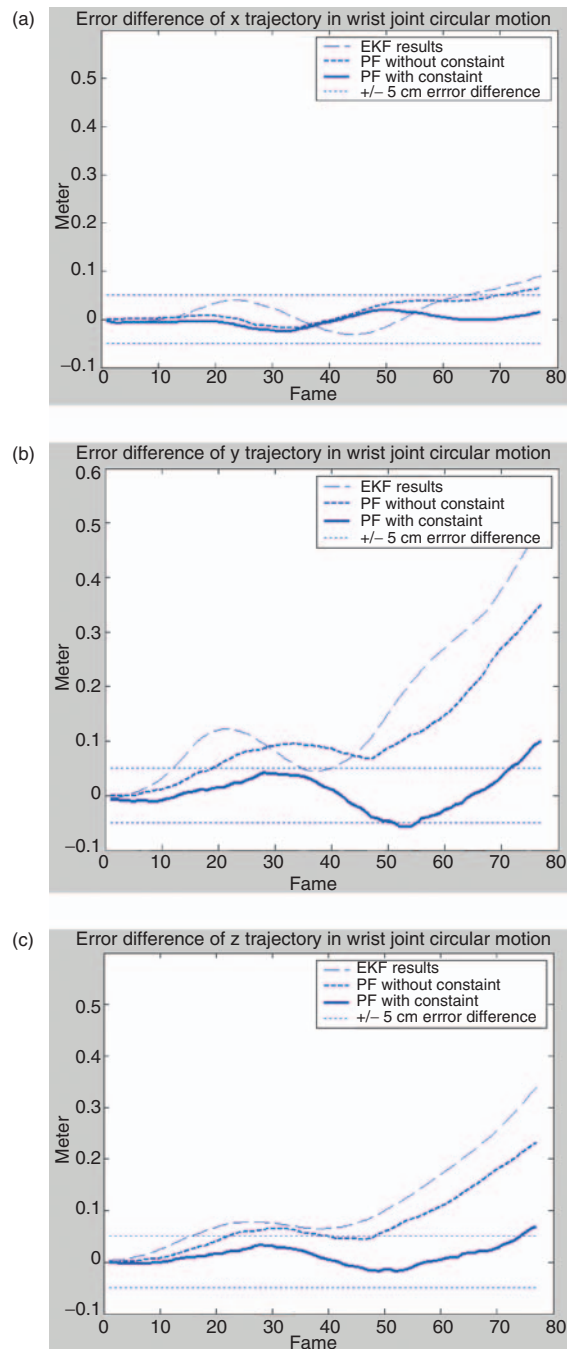 (a)
Error difference of x trajectory in wrist joint circular motion
EKF results
PF without constaint
PF with constaint
+/− 5 cm errror difference
0.5
0.4
0.3
0.2
0.1
0
−0.1
Meter
0 10 20 30 40 50 60 70 80
Fame
(b)
Error difference of y trajectory in wrist joint circular motion
EKF results
PF without constaint
PF with constaint
+/− 5 cm errror difference
0.6
0.5
0.4
0.3
0.2
0.1
0
−0.1
Meter
0 10 20 30 40 50 60 70 80
Fame
(c)
Error difference of z trajectory in wrist joint circular motion
EKF results
PF without constaint
PF with constaint
+/− 5 cm errror difference
0.5
0.4
0.3
0.2
0.1
0
−0.1
Meter
0 10 20 30 40 50 60 70 80
Fame